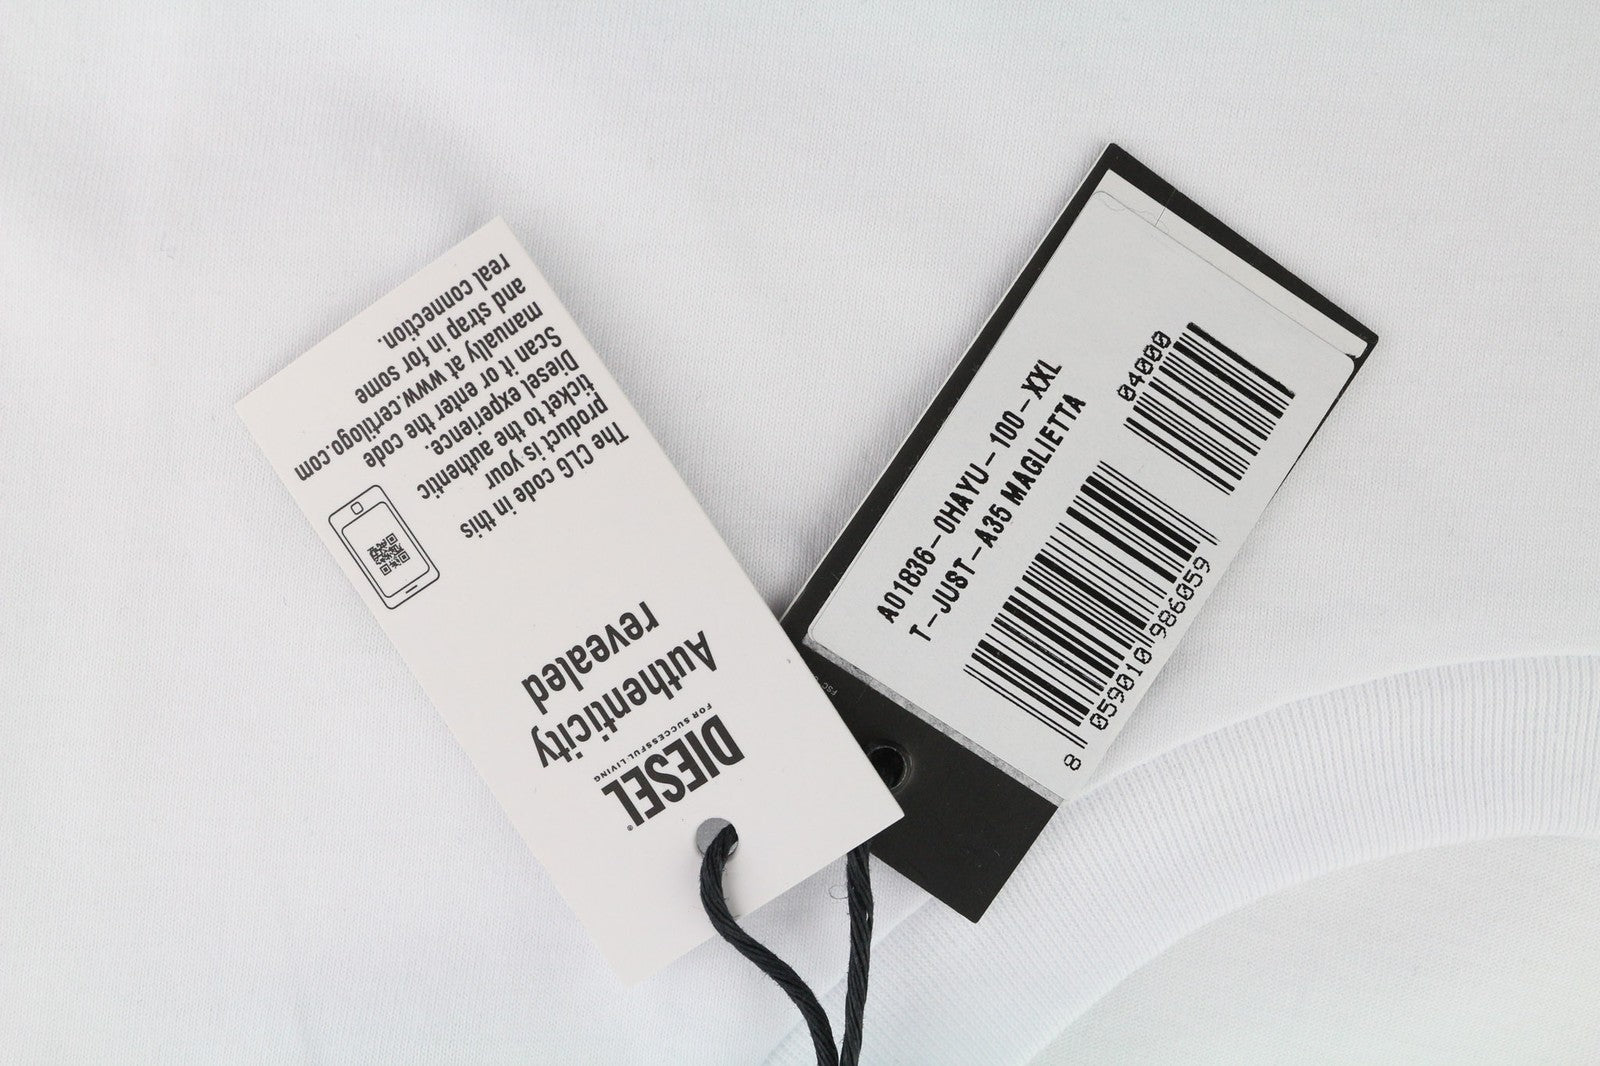 DIESEL®
FOR SUCCESSFUL LIVING
Authenticity
revealed
The CLG code in this
product is your
ticket to the authentic
Diesel experience.
Scan it or enter the code
manually at www.certilogo.com
and strap in for some
real connection.
A01836-0HAYU-100-XXL
T-JUST-A35 MAGLIETTA
04000
8 059010 986059
FSC